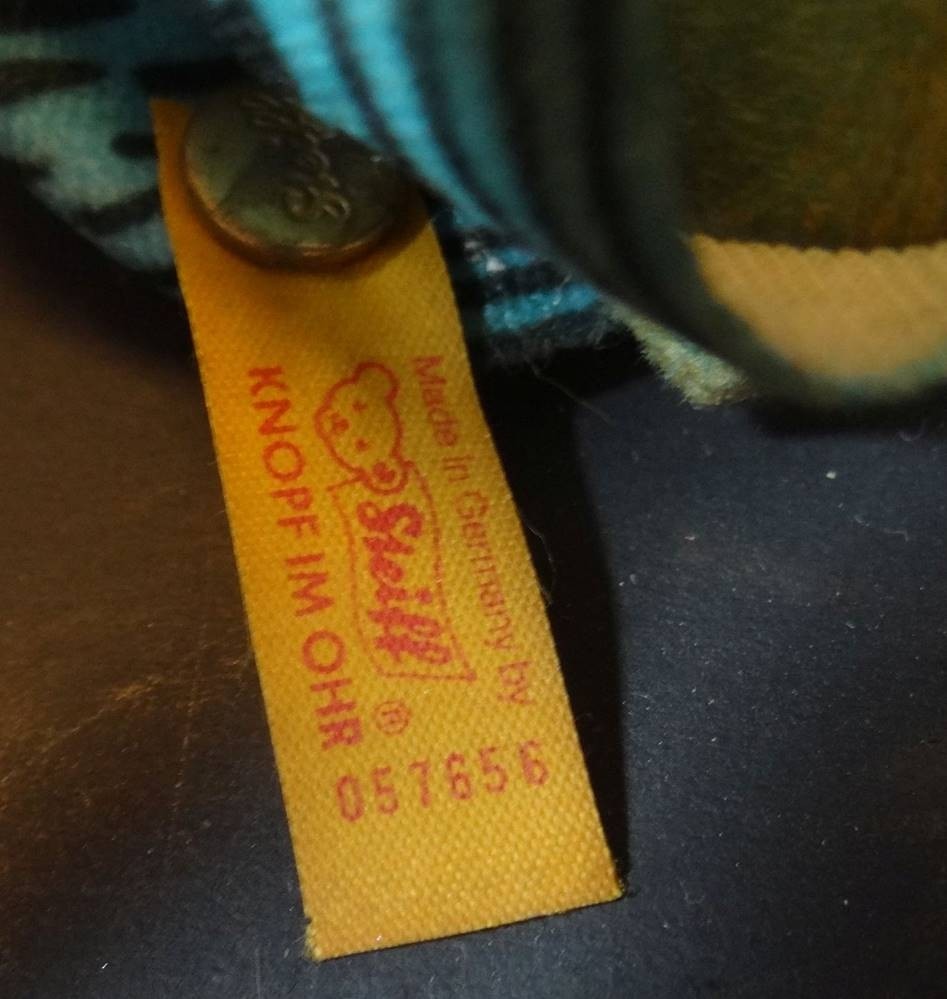 Made in Germany by
Steiff ®
KNOPF IM OHR
057656